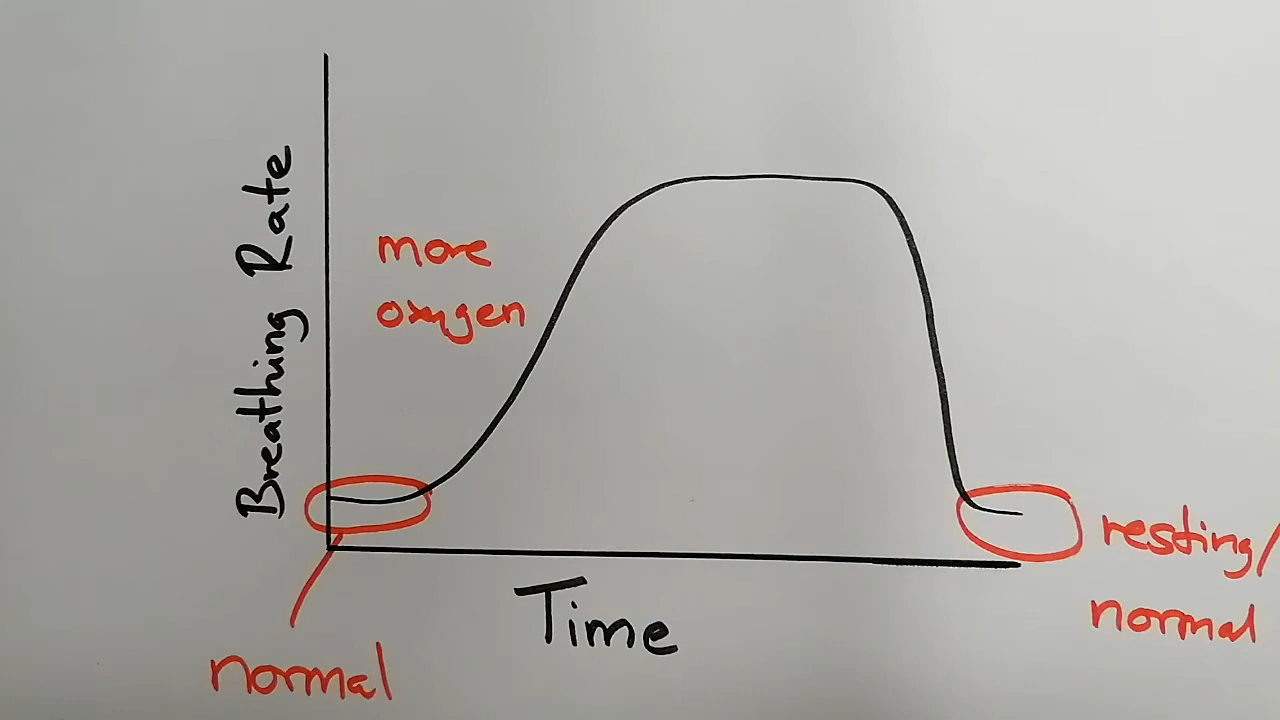 Breathing Rate
more
oxygen
resting/
normal
Time
normal